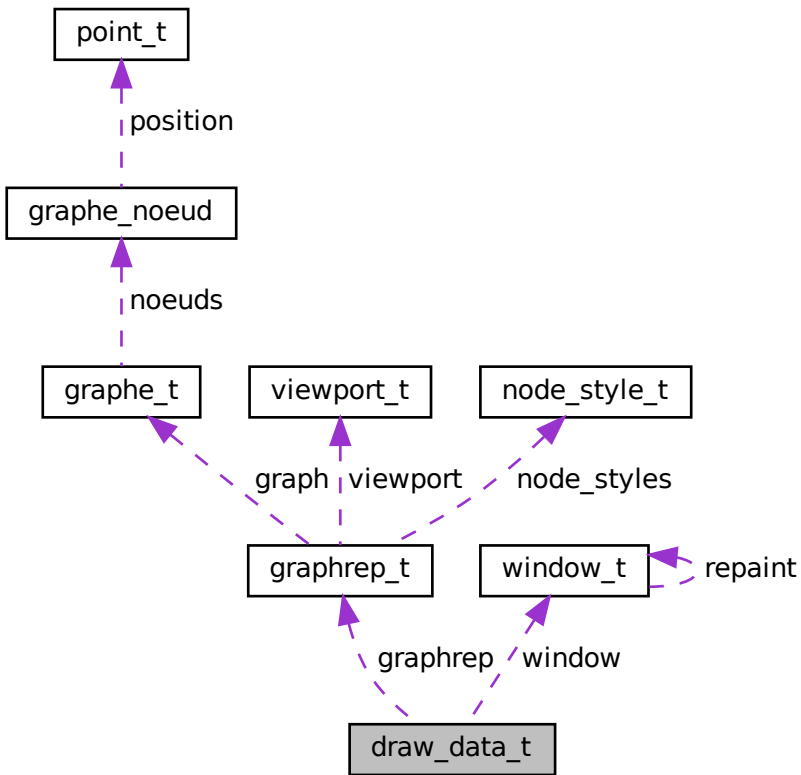 point_t
position
graphe_noeud
noeuds
graphe_t
viewport_t
node_style_t
graph
viewport
node_styles
graphrep_t
window_t
repaint
graphrep
window
draw_data_t